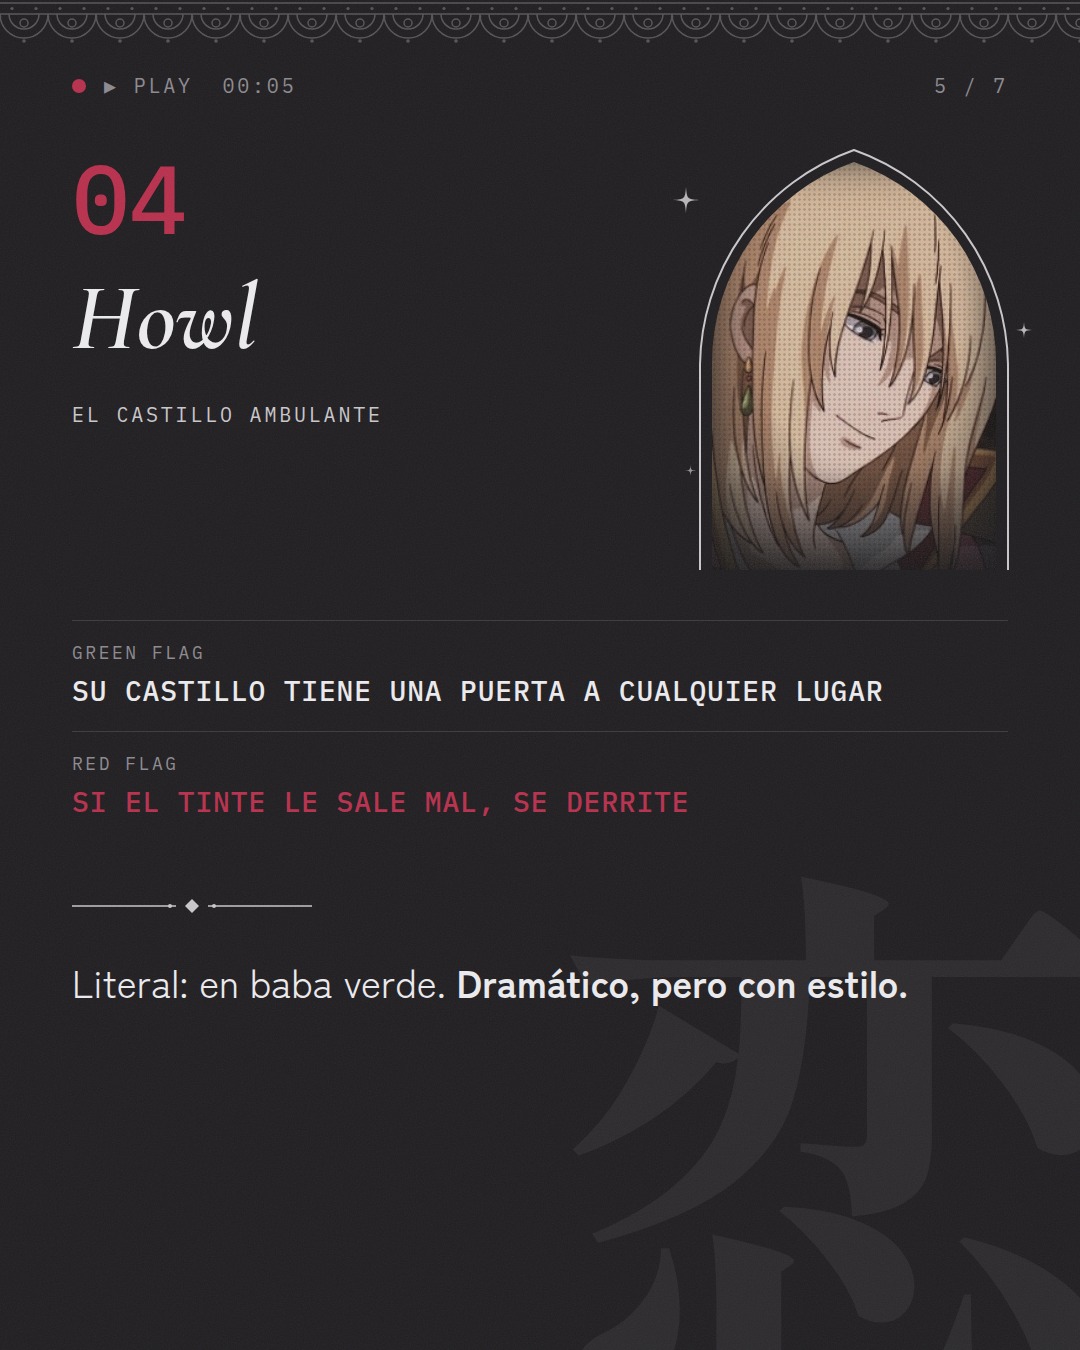 ▶ PLAY 00:05
5 / 7
04
Howl
EL CASTILLO AMBULANTE
GREEN FLAG
SU CASTILLO TIENE UNA PUERTA A CUALQUIER LUGAR
RED FLAG
SI EL TINTE LE SALE MAL, SE DERRITE
Literal: en baba verde. Dramático, pero con estilo.
恋